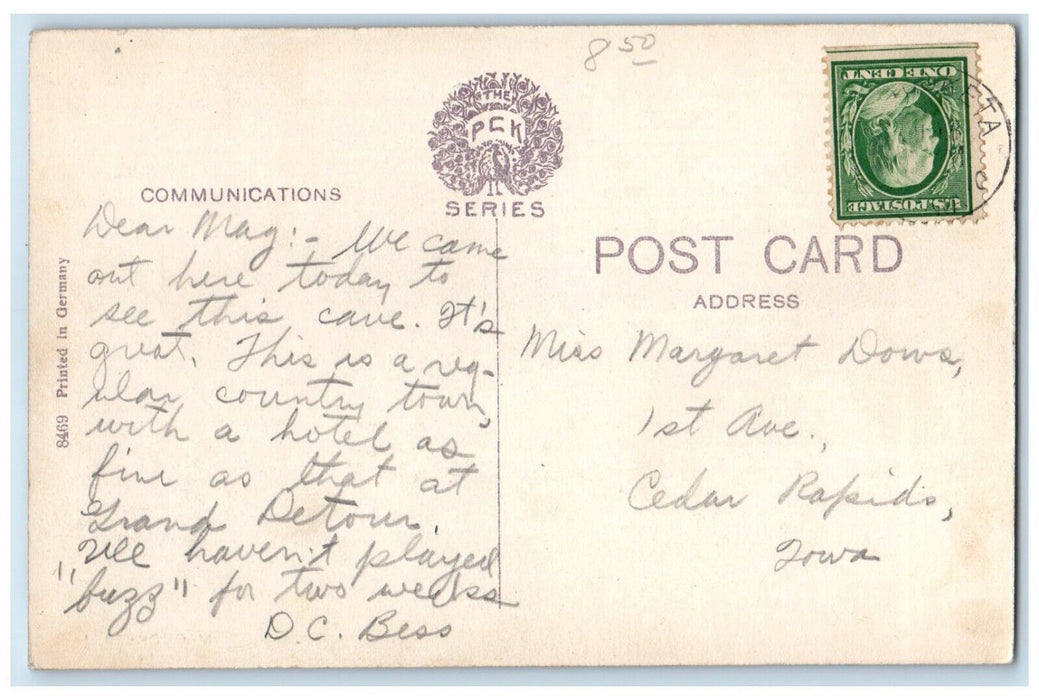 8 50
THE
PCK
SERIES
U.S. POSTAGE
ONE CENT
ETA
COMMUNICATIONS
Dear Mag:- We came
out here today to
see this cave. It's
great. This is a reg-
ular country town,
with a hotel as
fine as that at
Grand Detour.
We haven't played
"buzz" for two weeks
D.C. Bess
8469 Printed in Germany
POST CARD
ADDRESS
Miss Margaret Dows,
1st Ave.,
Cedar Rapids,
Iowa